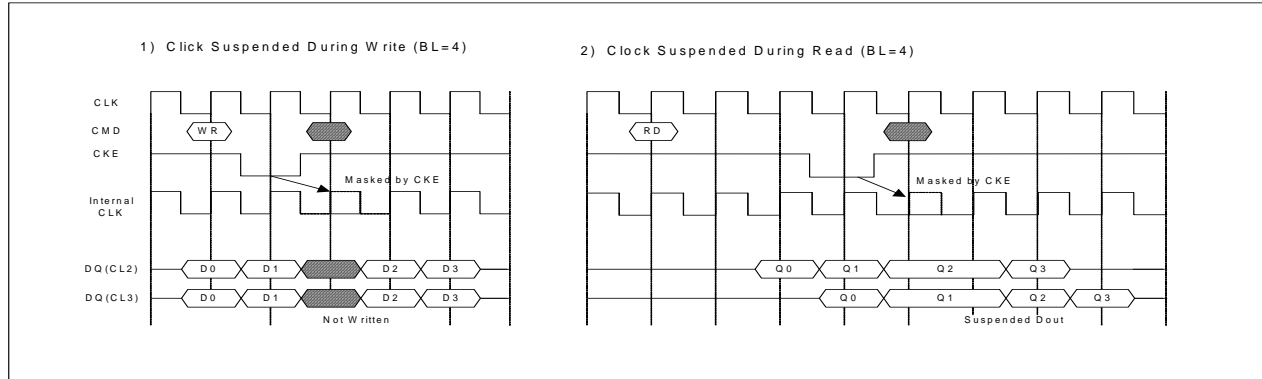 1) Click Suspended During Write (BL=4)
2) Clock Suspended During Read (BL=4)
CLK
CMD
WR
RD
CKE
Masked by CKE
Masked by CKE
Internal
CLK
DQ(CL2)
D0
D1
D2
D3
Q0
Q1
Q2
Q3
DQ(CL3)
D0
D1
D2
D3
Q0
Q1
Q2
Q3
Not Written
Suspended Dout